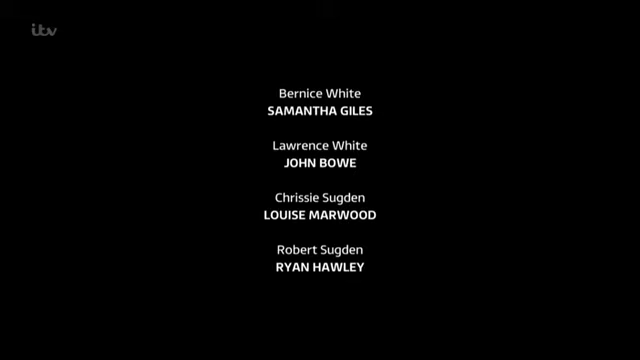 itv
Bernice White
SAMANTHA GILES
Lawrence White
JOHN BOWE
Chrissie Sugden
LOUISE MARWOOD
Robert Sugden
RYAN HAWLEY